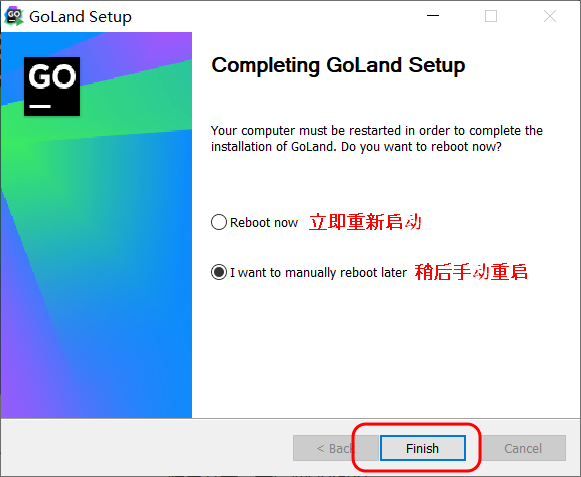 GoLand Setup
GO
Completing GoLand Setup
Your computer must be restarted in order to complete the
installation of GoLand. Do you want to reboot now?
Reboot now 立即重新启动
I want to manually reboot later 稍后手动重启
< Back Finish Cancel